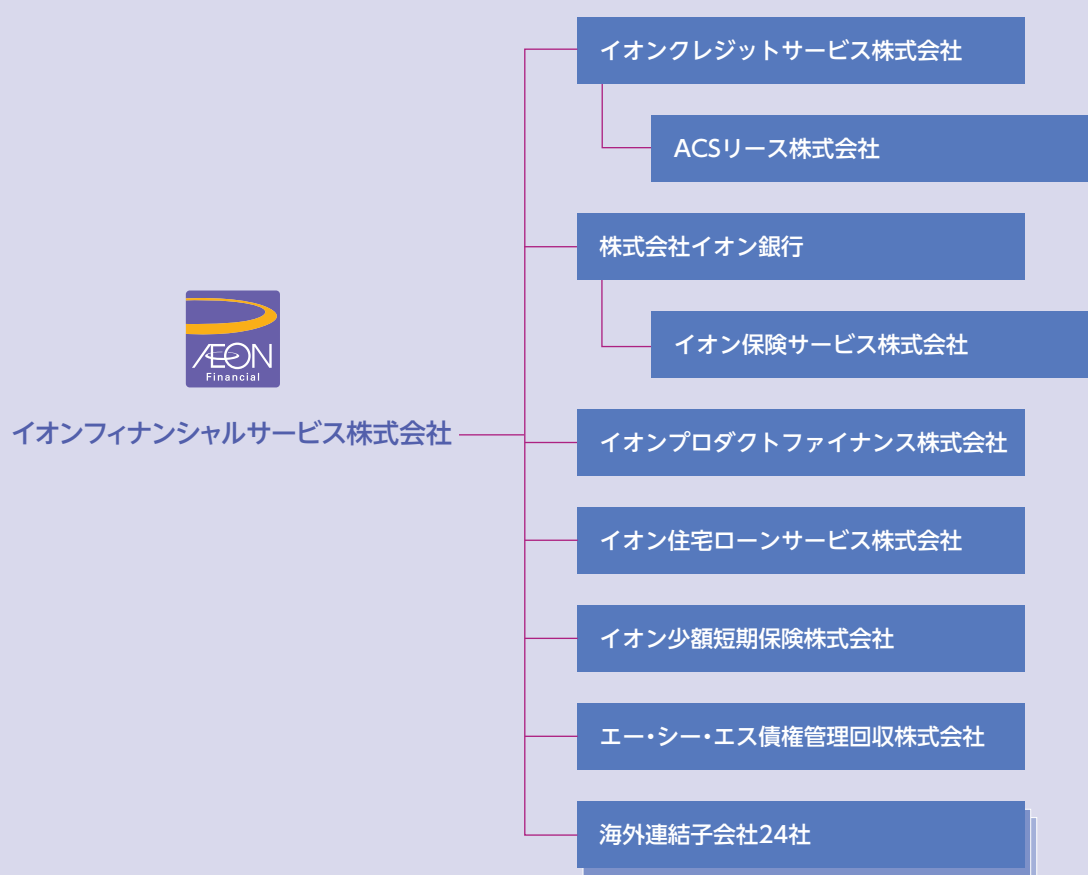 イオンクレジットサービス株式会社
ACSリース株式会社
株式会社イオン銀行
イオン保険サービス株式会社
ÆON
Financial
イオンフィナンシャルサービス株式会社
イオンプロダクトファイナンス株式会社
イオン住宅ローンサービス株式会社
イオン少額短期保険株式会社
エー・シー・エス債権管理回収株式会社
海外連結子会社24社